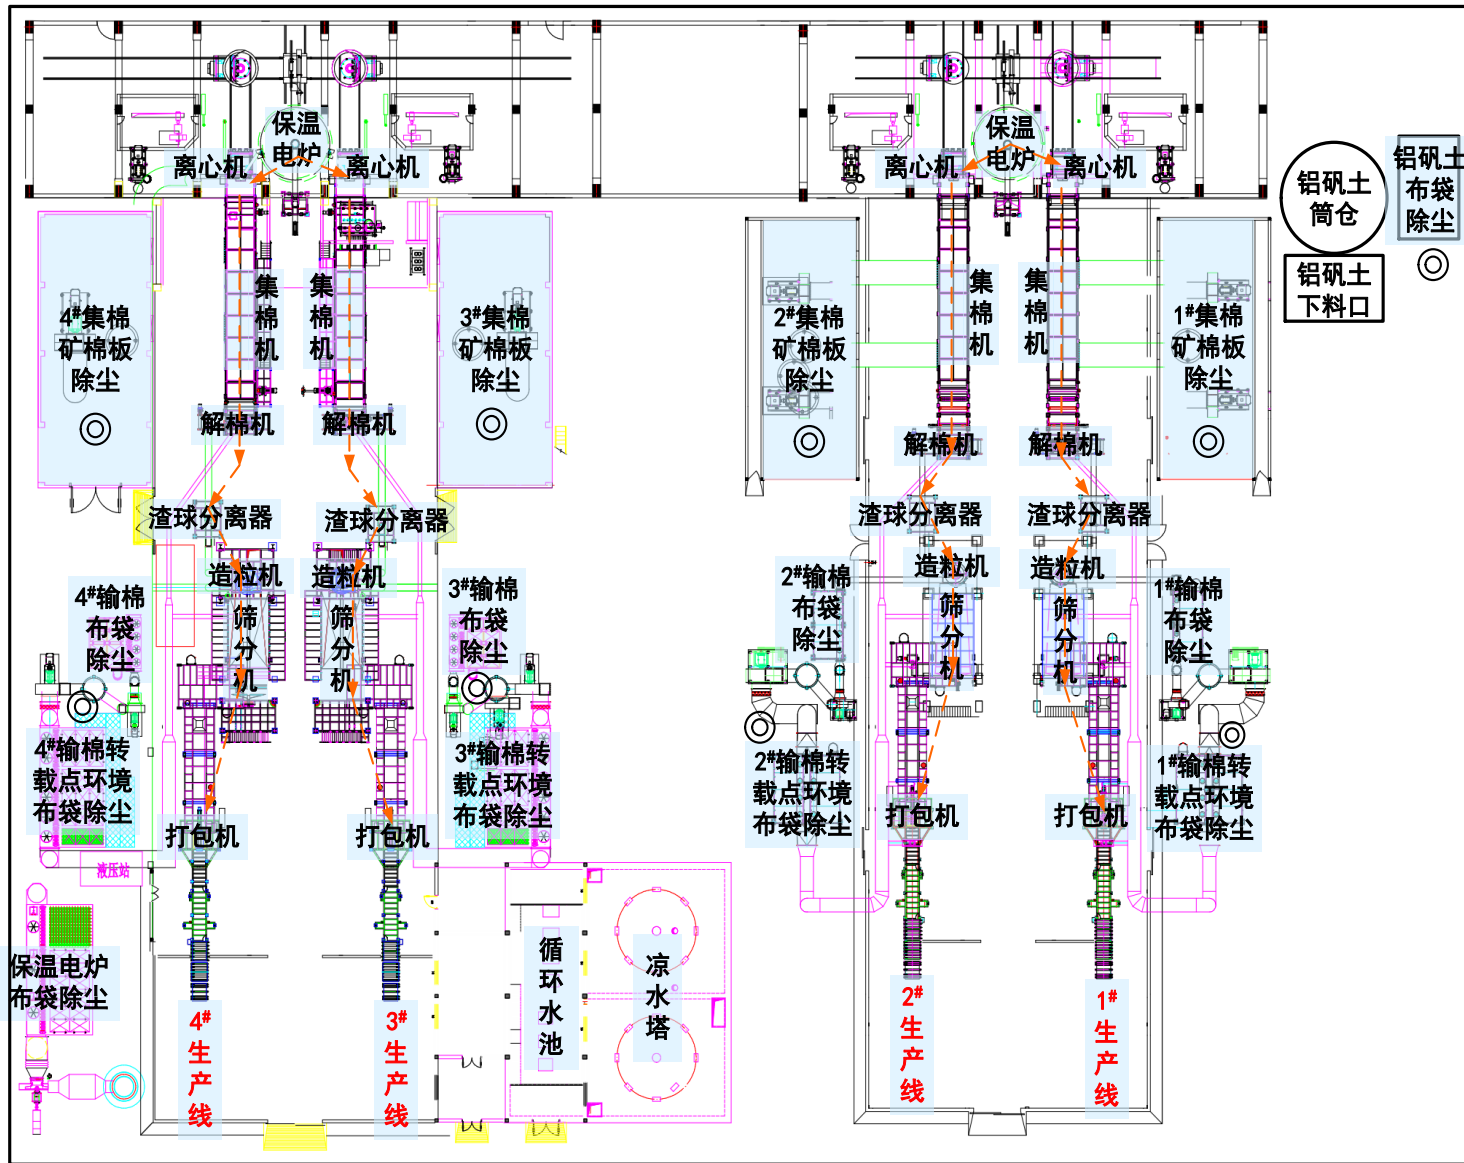 保温
电炉
离心机
离心机
保温
电炉
离心机
离心机
铝矾土
筒仓
铝矾土
布袋
除尘
铝矾土
下料口
4#集棉
矿棉板
除尘
集
棉
机
集
棉
机
3#集棉
矿棉板
除尘
2#集棉
矿棉板
除尘
集
棉
机
集
棉
机
1#集棉
矿棉板
除尘
解棉机
解棉机
解棉机
解棉机
渣球分离器
渣球分离器
渣球分离器
渣球分离器
造粒机
造粒机
造粒机
造粒机
4#输棉
布袋
除尘
筛
分
机
筛
分
机
3#输棉
布袋
除尘
2#输棉
布袋
除尘
筛
分
机
筛
分
机
1#输棉
布袋
除尘
4#输棉转
载点环境
布袋除尘
3#输棉转
载点环境
布袋除尘
2#输棉转
载点环境
布袋除尘
1#输棉转
载点环境
布袋除尘
打包机
打包机
打包机
打包机
液压站
保温电炉
布袋除尘
循
环
水
池
凉
水
塔
4#
生
产
线
3#
生
产
线
2#
生
产
线
1#
生
产
线